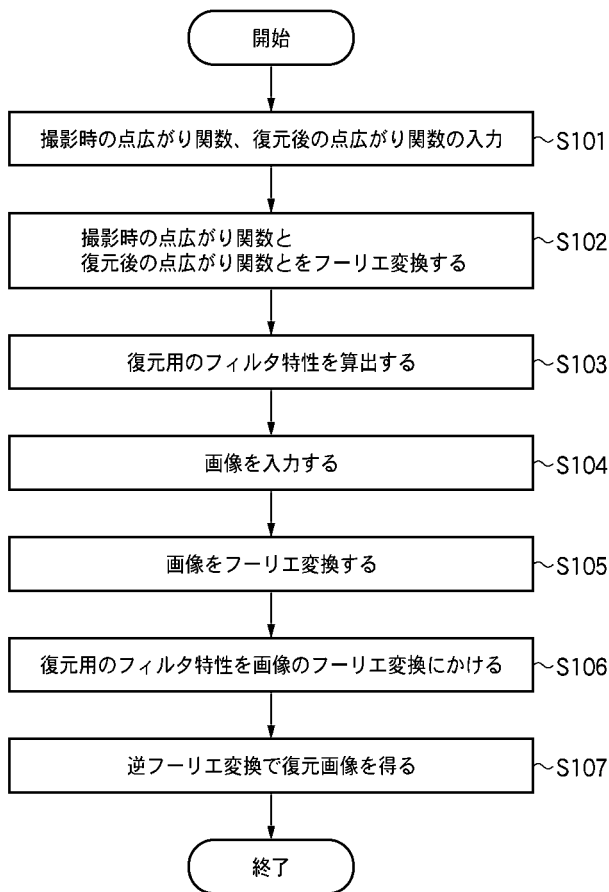 開始
撮影時の点広がり関数、復元後の点広がり関数の入力 ～S101
撮影時の点広がり関数と
復元後の点広がり関数とをフーリエ変換する ～S102
復元用のフィルタ特性を算出する ～S103
画像を入力する ～S104
画像をフーリエ変換する ～S105
復元用のフィルタ特性を画像のフーリエ変換にかける ～S106
逆フーリエ変換で復元画像を得る ～S107
終了